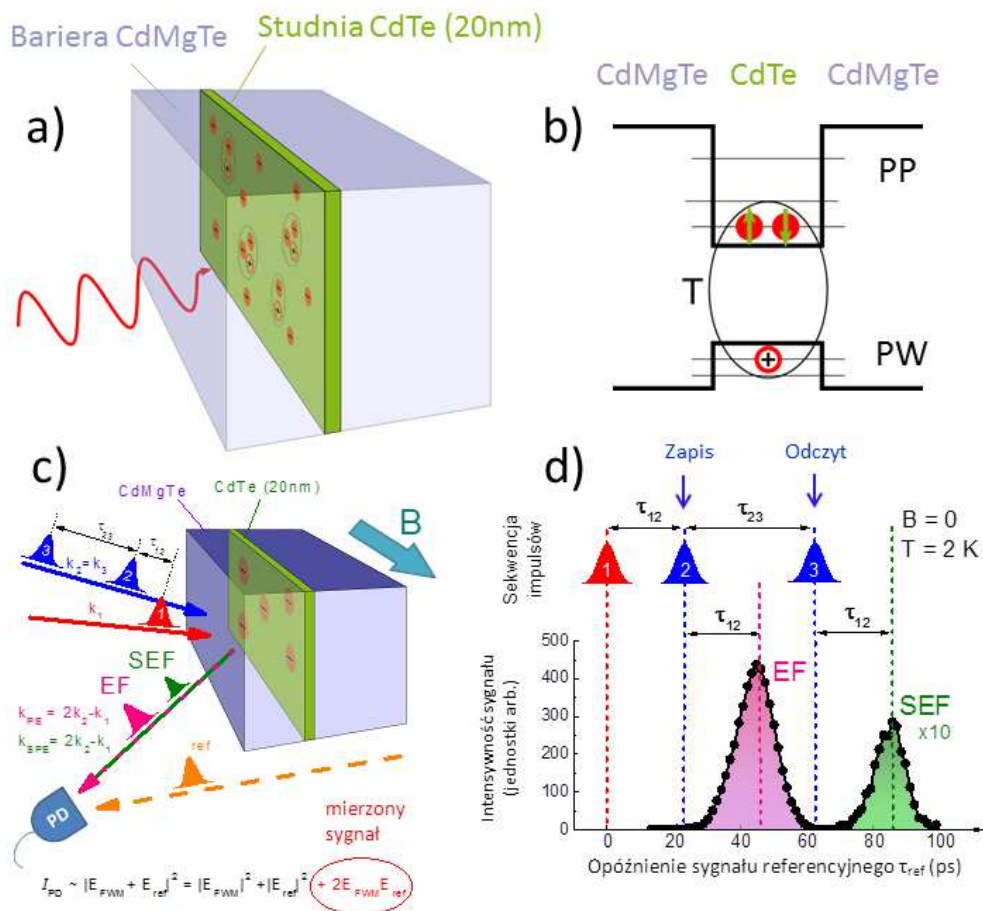 a)
Bariera CdMgTe
Studnia CdTe (20nm)
b)
CdMgTe CdTe CdMgTe
PP
T
PW
+
c)
CdMgTe
CdTe (20nm)
B
τ23
τ12
3
2
k2= k3
1
k1
SEF
EF
kPE = 2k2-k1
kSPE = 2k2-k1
ref
PD
mierzony
sygnał
IPD ~ |EFWM + Eref|² = |EFWM|² +|Eref|² + 2EFWMEref
d)
Zapis
Odczyt
Sekwencja
impulsów
τ12
τ23
B = 0
T = 2 K
1
2
3
τ12
τ12
EF
SEF
x10
Intensywność sygnału
(jednostki arb.)
500
400
300
200
100
0
0 20 40 60 80 100
Opóźnienie sygnału referencyjnego τref (ps)